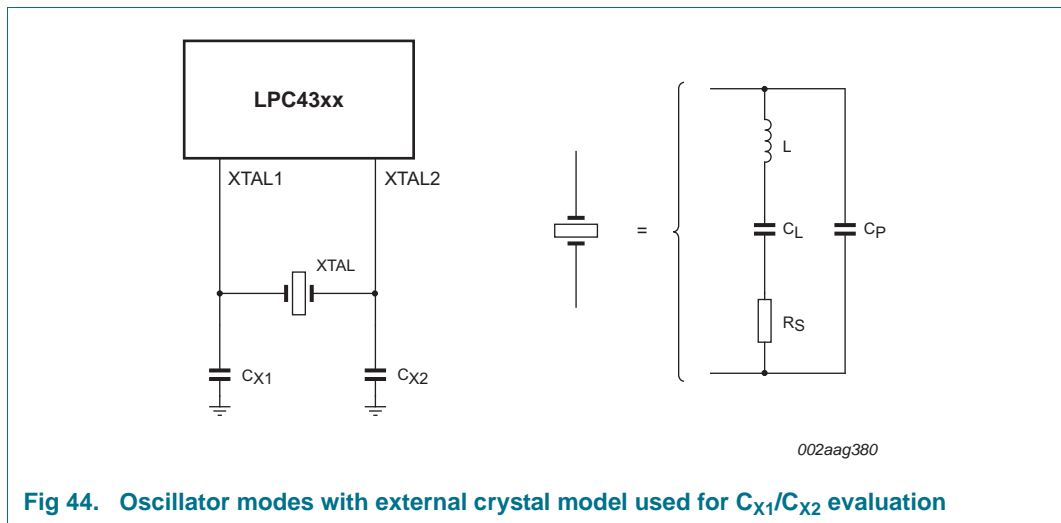 LPC43xx
XTAL1
XTAL2
XTAL
CX1
CX2
=
L
CL
CP
RS
002aag380
Fig 44. Oscillator modes with external crystal model used for CX1/CX2 evaluation